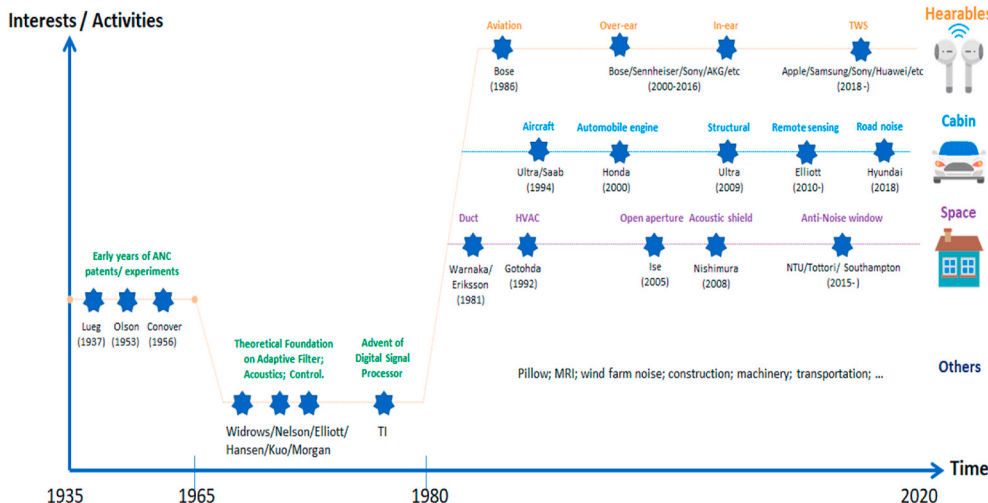 Interests / Activities
Hearables
Aviation
Over-ear
In-ear
TWS
Bose
(1986)
Bose/Sennheiser/Sony/AKG/etc
(2000-2016)
Apple/Samsung/Sony/Huawei/etc
(2018 -)
Cabin
Aircraft
Automobile engine
Structural
Remote sensing
Road noise
Ultra/Saab
(1994)
Honda
(2000)
Ultra
(2009)
Elliott
(2010-)
Hyundai
(2018)
Space
Duct
HVAC
Open aperture
Acoustic shield
Anti-Noise window
Warnaka/
Eriksson
(1981)
Gotohda
(1992)
Ise
(2005)
Nishimura
(2008)
NTU/Tottori/ Southampton
(2015-)
Early years of ANC
patents/ experiments
Lueg
(1937)
Olson
(1953)
Conover
(1956)
Theoretical Foundation
on Adaptive Filter;
Acoustics; Control.
Advent of
Digital Signal
Processor
Widrows/Nelson/Elliott/
Hansen/Kuo/Morgan
TI
Pillow; MRI; wind farm noise; construction; machinery; transportation; ...
Others
Time
1935
1965
1980
2020